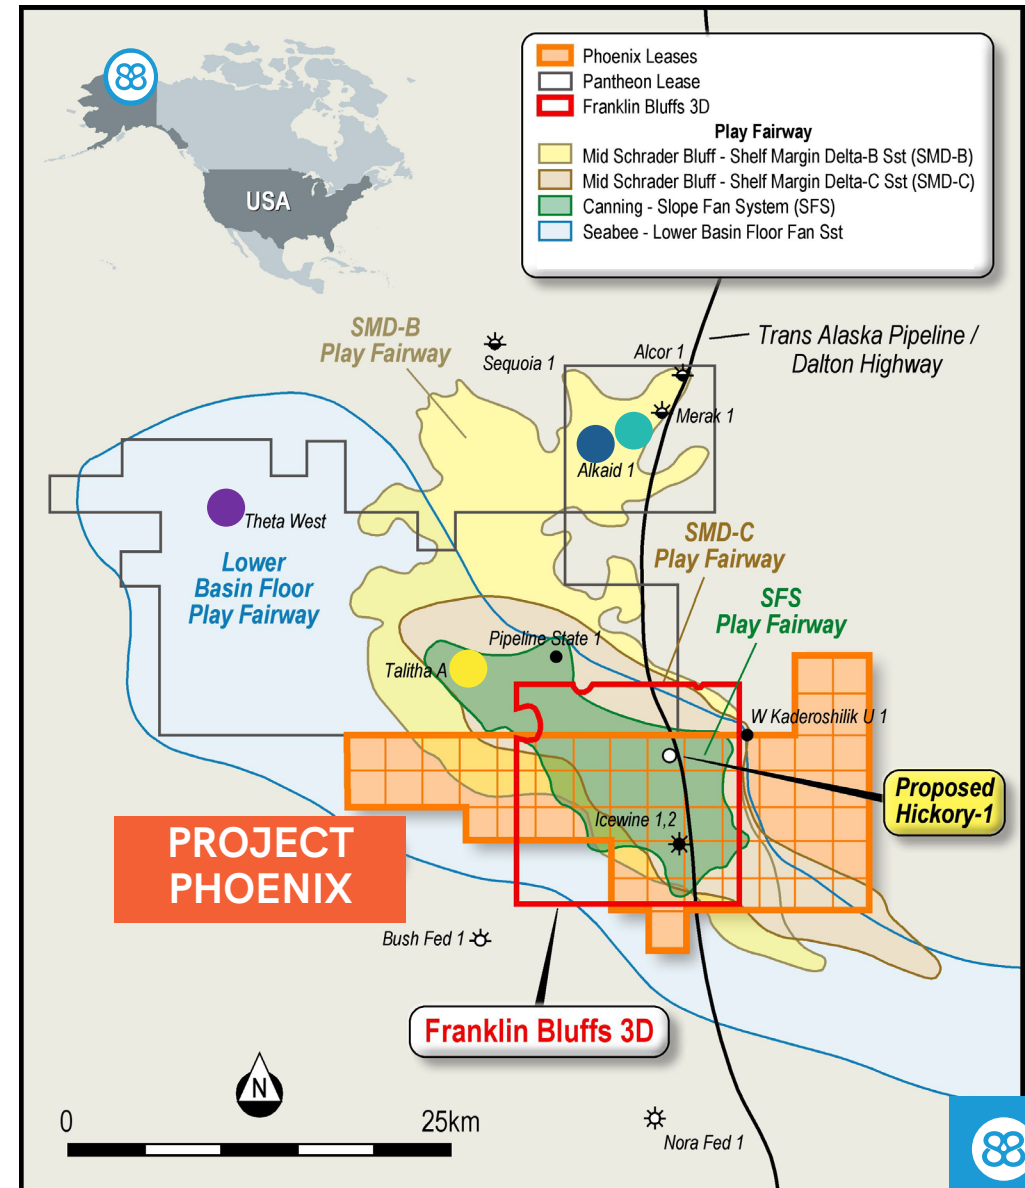 88
USA
Phoenix Leases
Pantheon Lease
Franklin Bluffs 3D
Play Fairway
Mid Schrader Bluff - Shelf Margin Delta-B Sst (SMD-B)
Mid Schrader Bluff - Shelf Margin Delta-C Sst (SMD-C)
Canning - Slope Fan System (SFS)
Seabee - Lower Basin Floor Fan Sst
SMD-B
Play Fairway
Sequoia 1
Alcor 1
Trans Alaska Pipeline /
Dalton Highway
Merak 1
Alkaid 1
Theta West
Lower
Basin Floor
Play Fairway
SMD-C
Play Fairway
SFS
Play Fairway
Pipeline State 1
Talitha A
W Kaderoshilik U 1
Proposed
Hickory-1
Icewine 1,2
PROJECT
PHOENIX
Bush Fed 1
Franklin Bluffs 3D
N
0
25km
Nora Fed 1
88